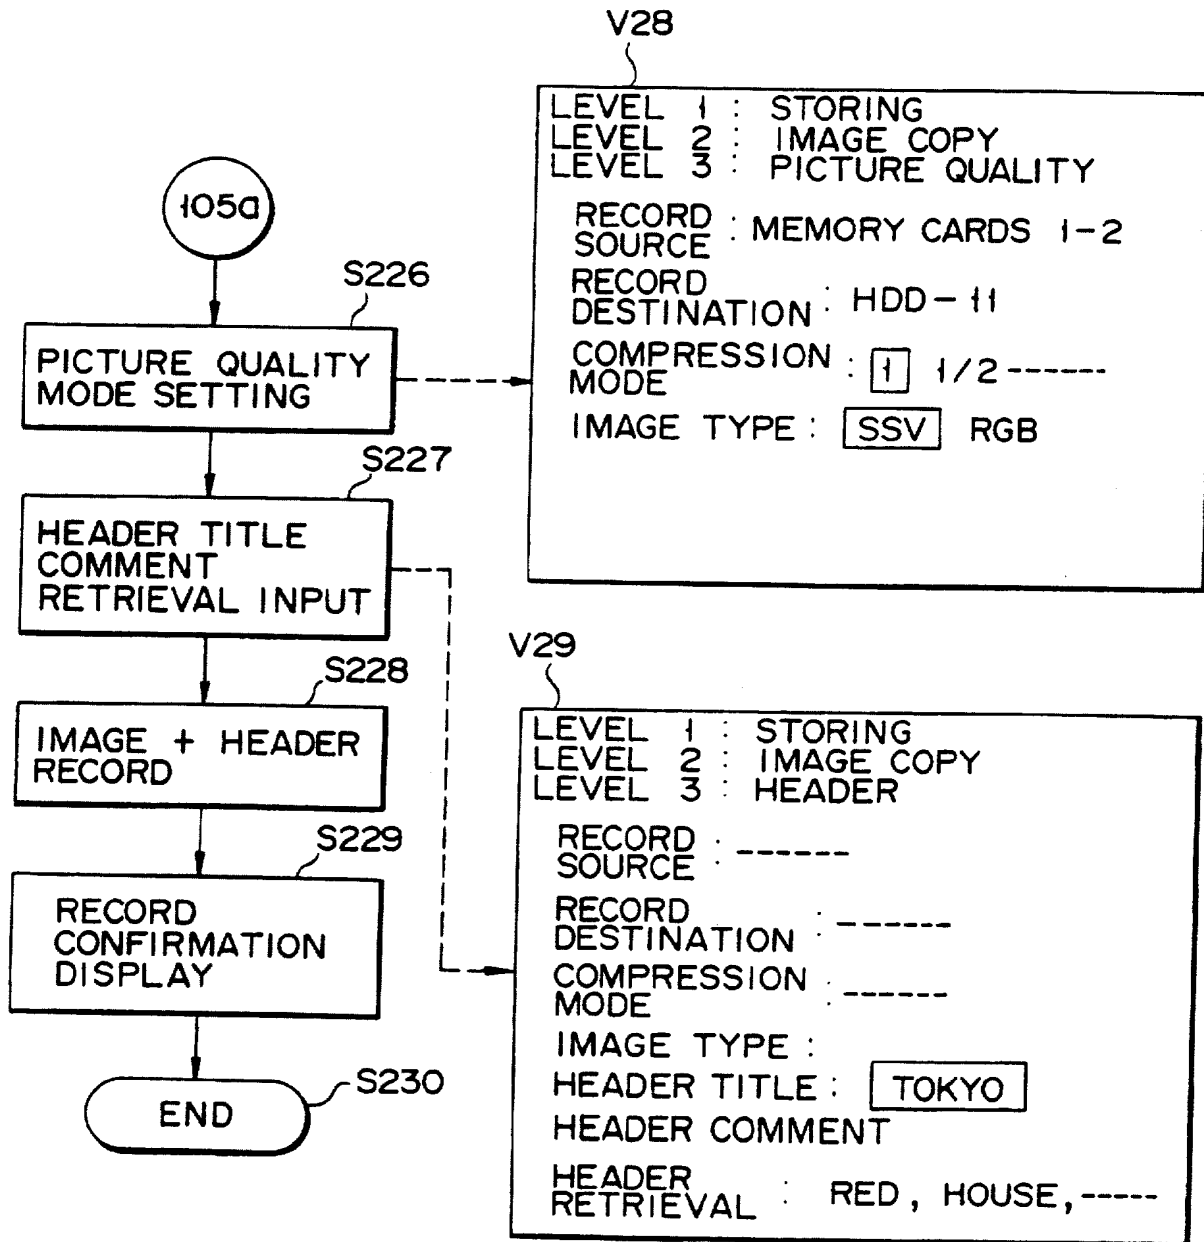 105a
S226
PICTURE QUALITY
MODE SETTING
S227
HEADER TITLE
COMMENT
RETRIEVAL INPUT
S228
IMAGE + HEADER
RECORD
S229
RECORD
CONFIRMATION
DISPLAY
S230
END
V28
LEVEL 1 : STORING
LEVEL 2 : IMAGE COPY
LEVEL 3 : PICTURE QUALITY
RECORD
SOURCE : MEMORY CARDS 1-2
RECORD
DESTINATION : HDD-11
COMPRESSION
MODE : 1 1/2 ------
IMAGE TYPE : SSV RGB
V29
LEVEL 1 : STORING
LEVEL 2 : IMAGE COPY
LEVEL 3 : HEADER
RECORD
SOURCE : ------
RECORD
DESTINATION : ------
COMPRESSION
MODE : ------
IMAGE TYPE :
HEADER TITLE : TOKYO
HEADER COMMENT
HEADER
RETRIEVAL : RED, HOUSE, -----